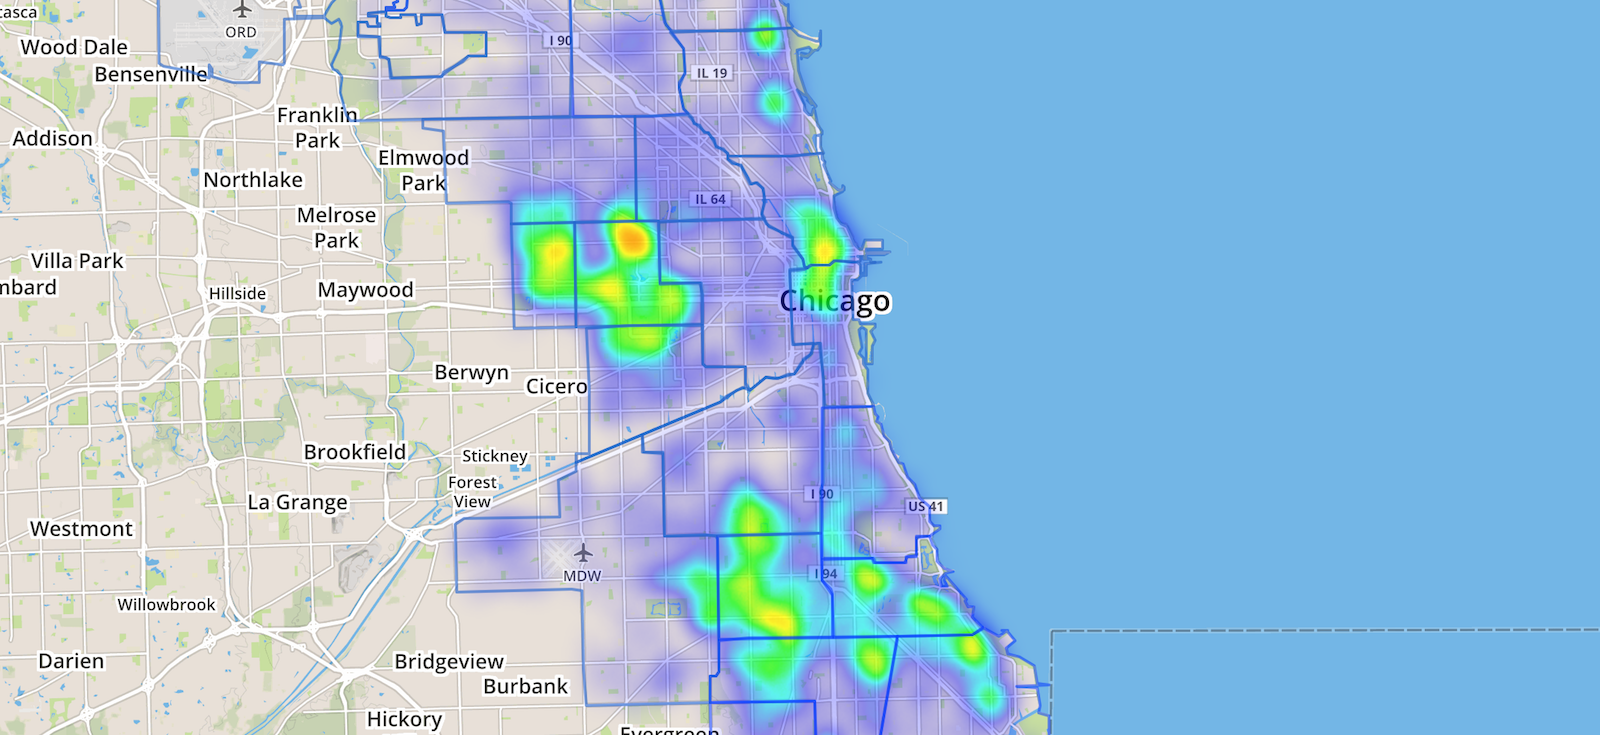 tasca
ORD
I 90
Wood Dale
Bensenville
IL 19
Franklin
Park
Addison
Elmwood
Park
Northlake
IL 64
Melrose
Park
Villa Park
mbard
Hillside
Maywood
Chicago
Berwyn
Cicero
Brookfield
Stickney
Forest
View
La Grange
I 90
US 41
Westmont
MDW
I 94
Willowbrook
Darien
Bridgeview
Burbank
Hickory
Evergreen